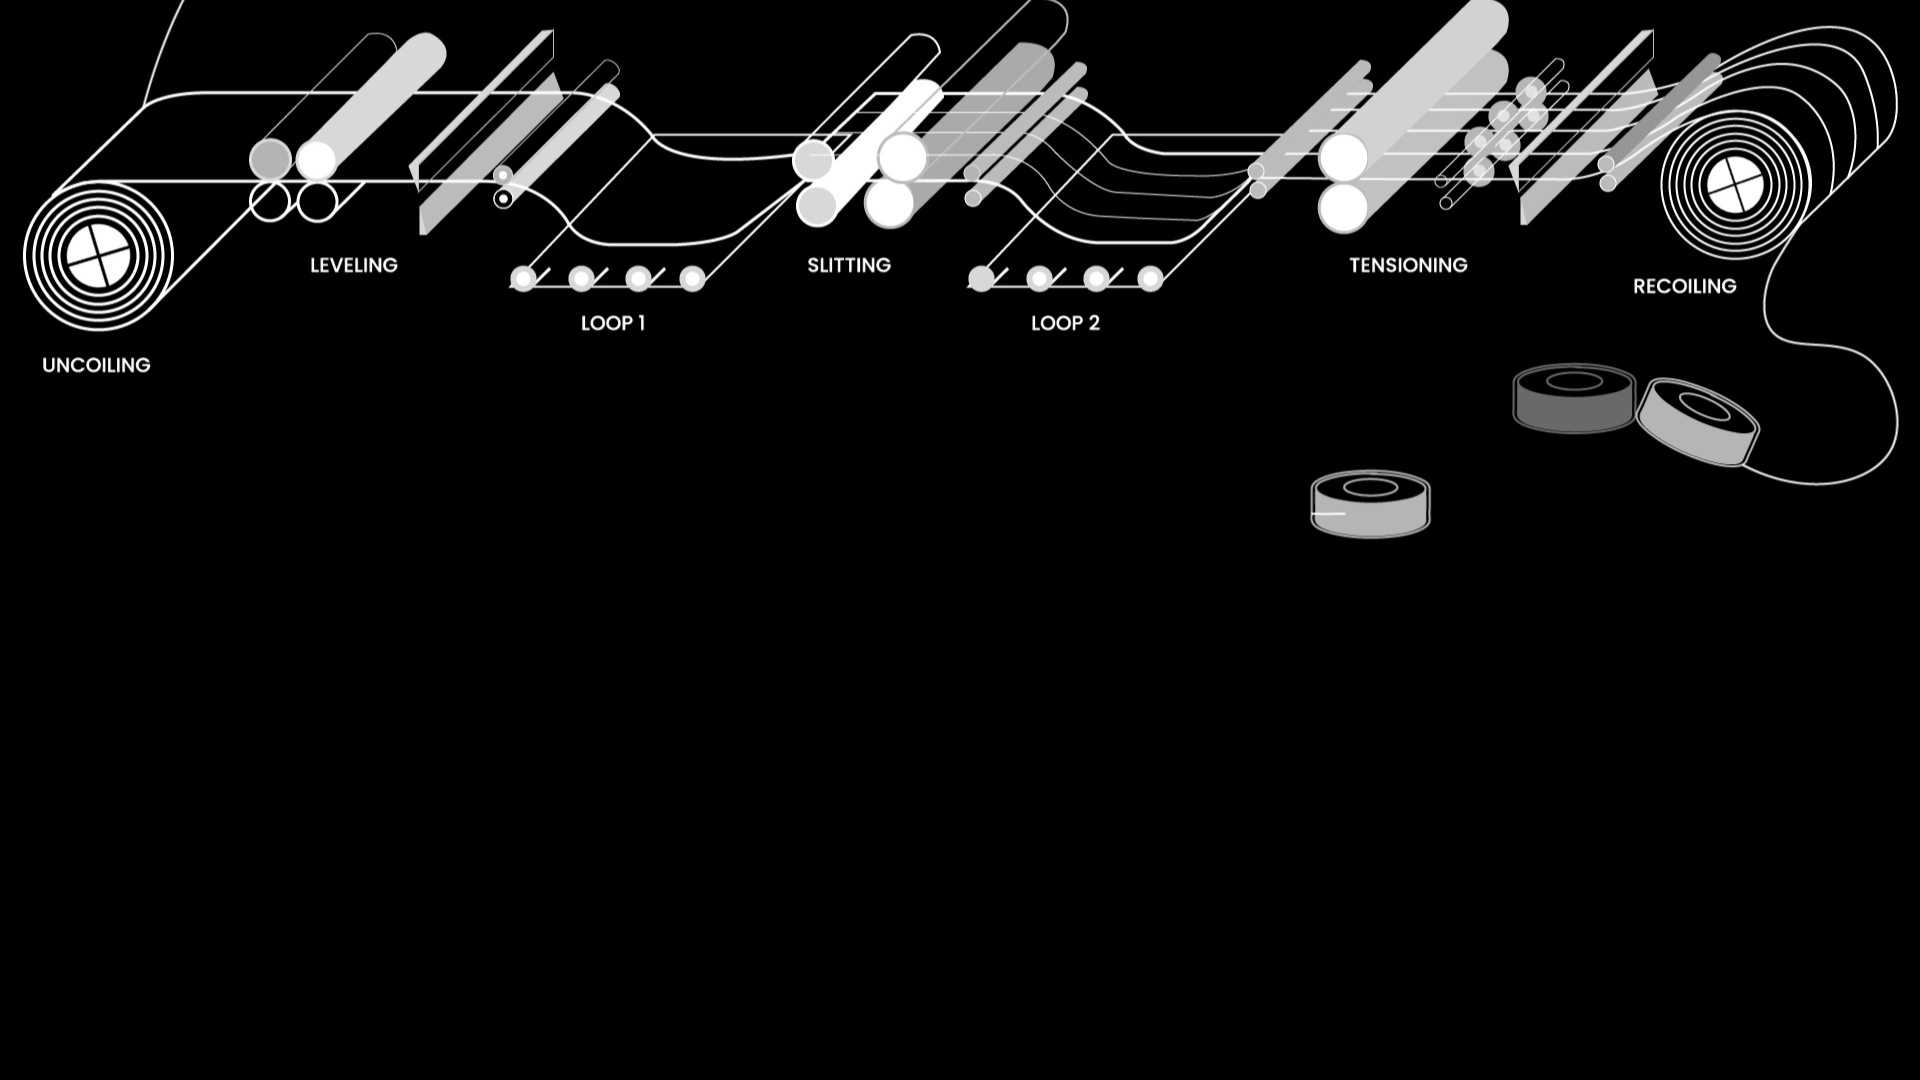 UNCOILING
LEVELING
LOOP 1
SLITTING
LOOP 2
TENSIONING
RECOILING